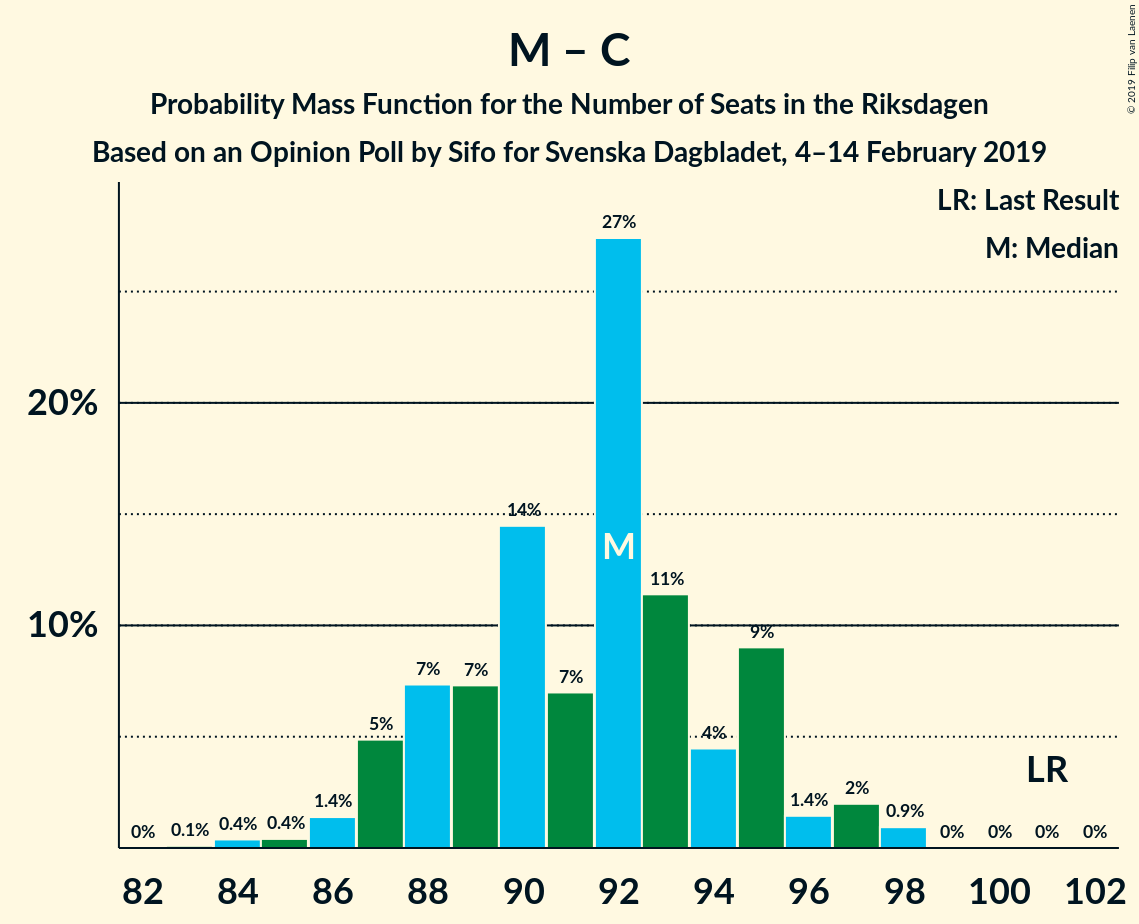 M – C
Probability Mass Function for the Number of Seats in the Riksdagen
Based on an Opinion Poll by Sifo for Svenska Dagbladet, 4–14 February 2019
© 2019 Filip van Laenen
LR: Last Result
M: Median
20%
10%
0%
0.1%
0.4%
0.4%
1.4%
5%
7%
7%
14%
7%
27%
M
11%
4%
9%
1.4%
2%
0.9%
0%
0%
0%
0%
LR
82 84 86 88 90 92 94 96 98 100 102